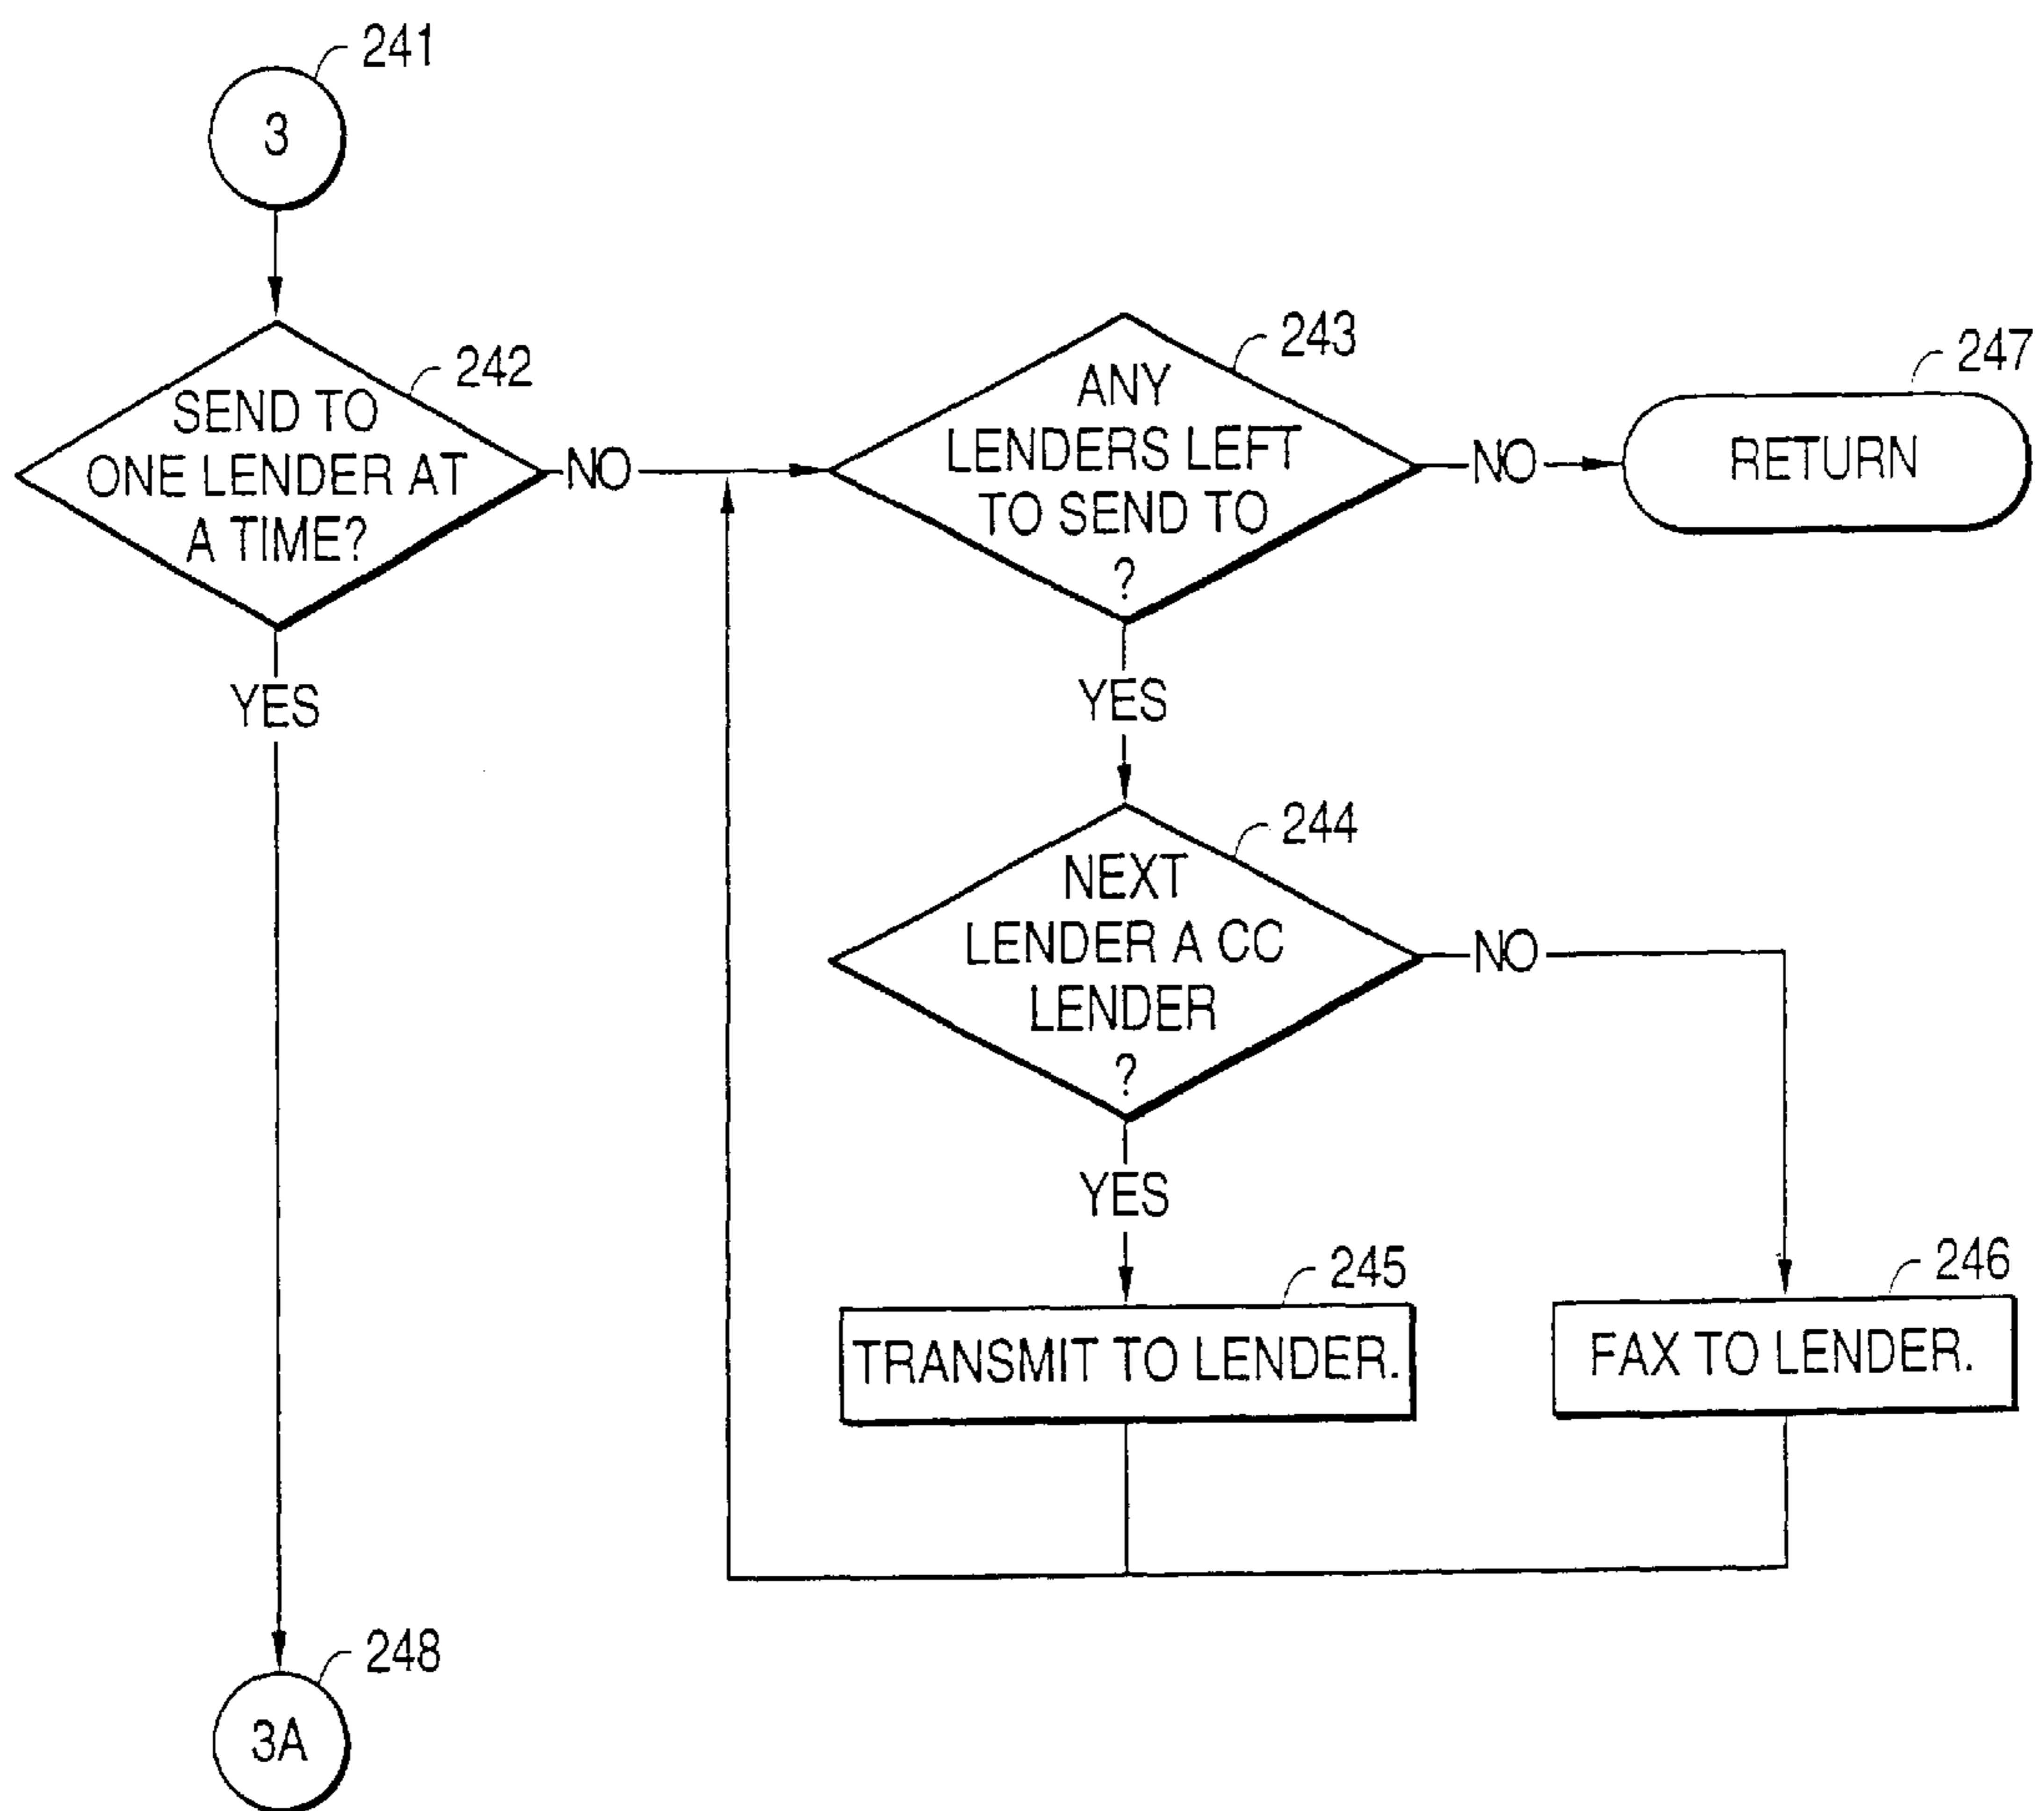 241
3
242
SEND TO
ONE LENDER AT
A TIME?
NO
YES
243
ANY
LENDERS LEFT
TO SEND TO
?
NO
247
RETURN
YES
244
NEXT
LENDER A CC
LENDER
?
NO
YES
245
TRANSMIT TO LENDER.
246
FAX TO LENDER.
248
3A